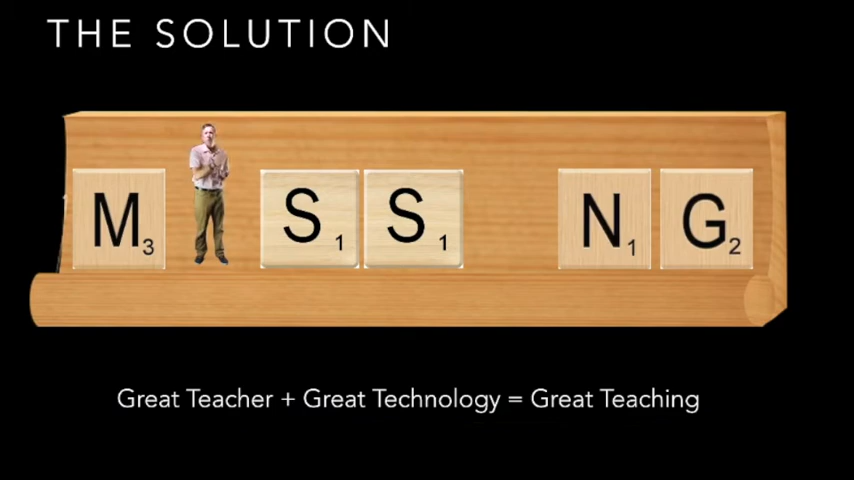 THE SOLUTION
M3 S1 S1 N1 G2
Great Teacher + Great Technology = Great Teaching